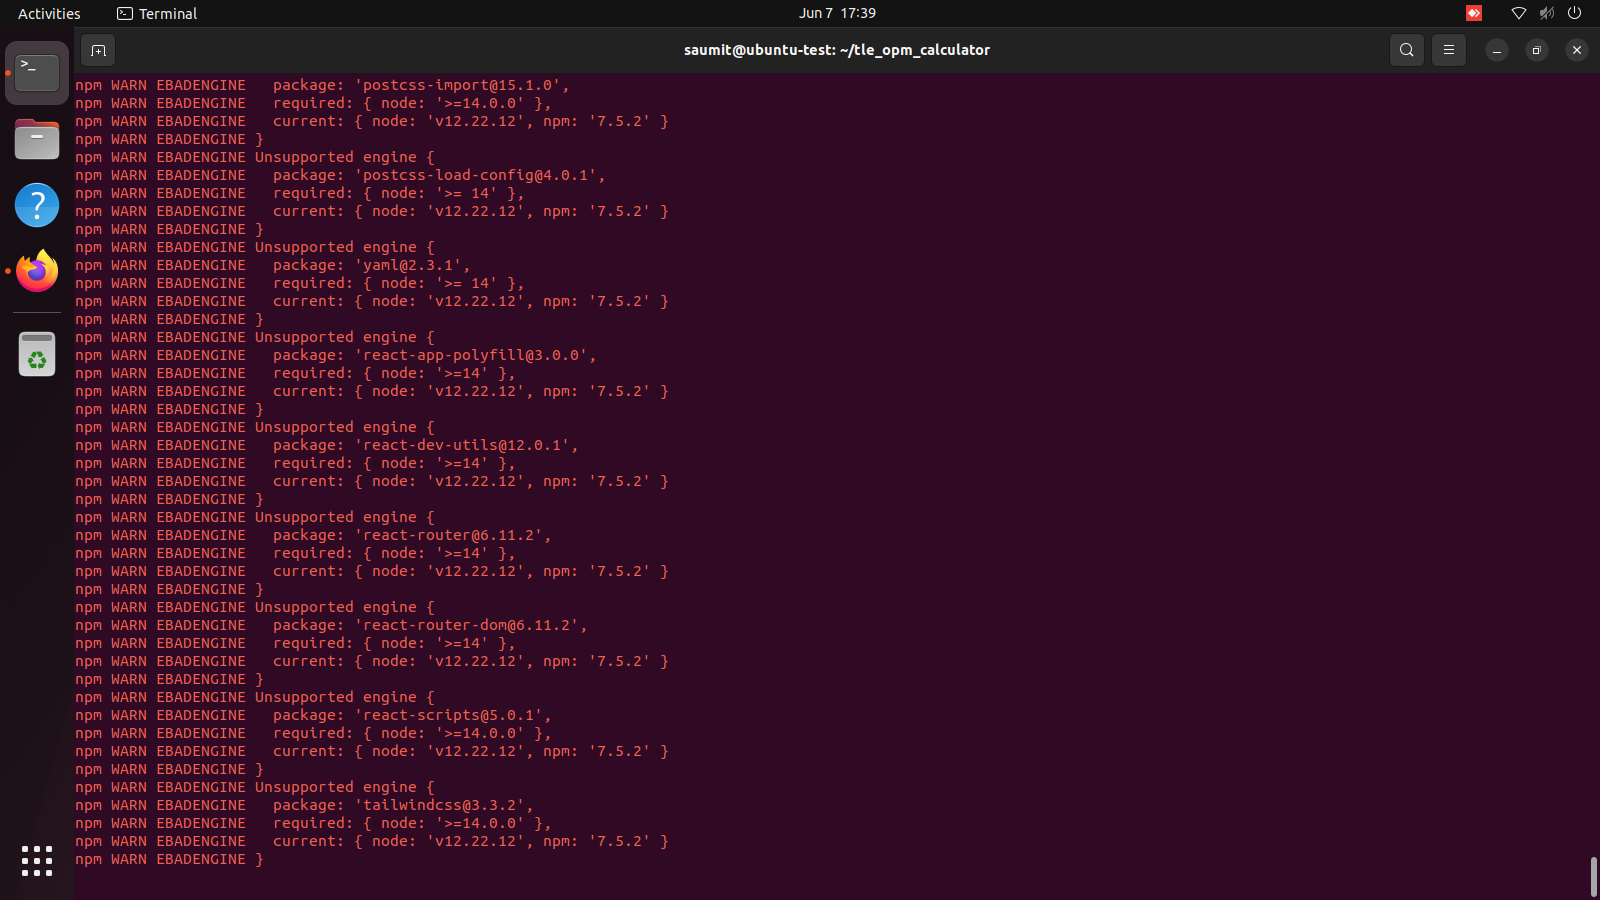 Activities
Terminal
Jun 7 17:39
saumit@ubuntu-test: ~/tle_opm_calculator
npm WARN EBADENGINE   package: 'postcss-import@15.1.0',
npm WARN EBADENGINE   required: { node: '>=14.0.0' },
npm WARN EBADENGINE   current: { node: 'v12.22.12', npm: '7.5.2' }
npm WARN EBADENGINE }
npm WARN EBADENGINE Unsupported engine {
npm WARN EBADENGINE   package: 'postcss-load-config@4.0.1',
npm WARN EBADENGINE   required: { node: '>= 14' },
npm WARN EBADENGINE   current: { node: 'v12.22.12', npm: '7.5.2' }
npm WARN EBADENGINE }
npm WARN EBADENGINE Unsupported engine {
npm WARN EBADENGINE   package: 'yaml@2.3.1',
npm WARN EBADENGINE   required: { node: '>= 14' },
npm WARN EBADENGINE   current: { node: 'v12.22.12', npm: '7.5.2' }
npm WARN EBADENGINE }
npm WARN EBADENGINE Unsupported engine {
npm WARN EBADENGINE   package: 'react-app-polyfill@3.0.0',
npm WARN EBADENGINE   required: { node: '>=14' },
npm WARN EBADENGINE   current: { node: 'v12.22.12', npm: '7.5.2' }
npm WARN EBADENGINE }
npm WARN EBADENGINE Unsupported engine {
npm WARN EBADENGINE   package: 'react-dev-utils@12.0.1',
npm WARN EBADENGINE   required: { node: '>=14' },
npm WARN EBADENGINE   current: { node: 'v12.22.12', npm: '7.5.2' }
npm WARN EBADENGINE }
npm WARN EBADENGINE Unsupported engine {
npm WARN EBADENGINE   package: 'react-router@6.11.2',
npm WARN EBADENGINE   required: { node: '>=14' },
npm WARN EBADENGINE   current: { node: 'v12.22.12', npm: '7.5.2' }
npm WARN EBADENGINE }
npm WARN EBADENGINE Unsupported engine {
npm WARN EBADENGINE   package: 'react-router-dom@6.11.2',
npm WARN EBADENGINE   required: { node: '>=14' },
npm WARN EBADENGINE   current: { node: 'v12.22.12', npm: '7.5.2' }
npm WARN EBADENGINE }
npm WARN EBADENGINE Unsupported engine {
npm WARN EBADENGINE   package: 'react-scripts@5.0.1',
npm WARN EBADENGINE   required: { node: '>=14.0.0' },
npm WARN EBADENGINE   current: { node: 'v12.22.12', npm: '7.5.2' }
npm WARN EBADENGINE }
npm WARN EBADENGINE Unsupported engine {
npm WARN EBADENGINE   package: 'tailwindcss@3.3.2',
npm WARN EBADENGINE   required: { node: '>=14.0.0' },
npm WARN EBADENGINE   current: { node: 'v12.22.12', npm: '7.5.2' }
npm WARN EBADENGINE }